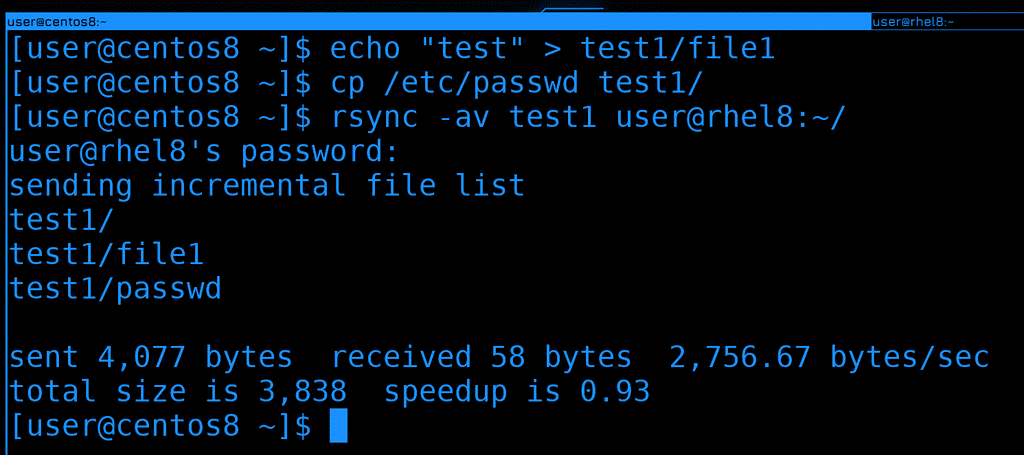 user@centos8:~ user@rhel8:~
[user@centos8 ~]$ echo "test" > test1/file1
[user@centos8 ~]$ cp /etc/passwd test1/
[user@centos8 ~]$ rsync -av test1 user@rhel8:~/
user@rhel8's password:
sending incremental file list
test1/
test1/file1
test1/passwd

sent 4,077 bytes  received 58 bytes  2,756.67 bytes/sec
total size is 3,838  speedup is 0.93
[user@centos8 ~]$